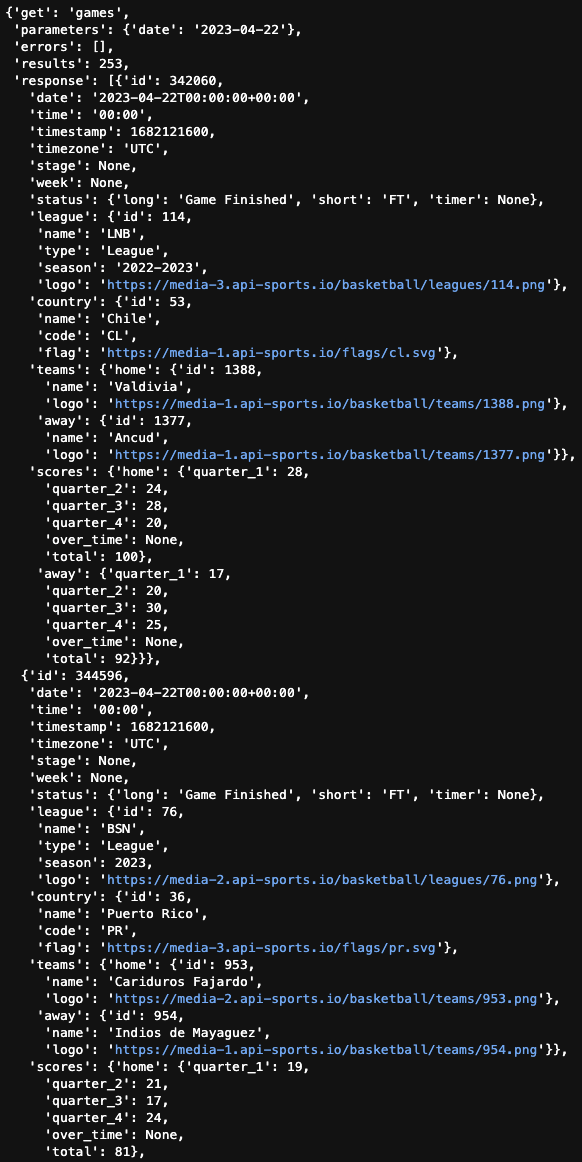 {'get': 'games',
'parameters': {'date': '2023-04-22'},
'errors': [],
'results': 253,
'response': [{'id': 342060,
'date': '2023-04-22T00:00:00+00:00',
'time': '00:00',
'timestamp': 1682121600,
'timezone': 'UTC',
'stage': None,
'week': None,
'status': {'long': 'Game Finished', 'short': 'FT', 'timer': None},
'league': {'id': 114,
'name': 'LNB',
'type': 'League',
'season': '2022-2023',
'logo': 'https://media-3.api-sports.io/basketball/leagues/114.png'},
'country': {'id': 53,
'name': 'Chile',
'code': 'CL',
'flag': 'https://media-1.api-sports.io/flags/cl.svg'},
'teams': {'home': {'id': 1388,
'name': 'Valdivia',
'logo': 'https://media-1.api-sports.io/basketball/teams/1388.png'},
'away': {'id': 1377,
'name': 'Ancud',
'logo': 'https://media-1.api-sports.io/basketball/teams/1377.png'}},
'scores': {'home': {'quarter_1': 28,
'quarter_2': 24,
'quarter_3': 28,
'quarter_4': 20,
'over_time': None,
'total': 100},
'away': {'quarter_1': 17,
'quarter_2': 20,
'quarter_3': 30,
'quarter_4': 25,
'over_time': None,
'total': 92}}},
{'id': 344596,
'date': '2023-04-22T00:00:00+00:00',
'time': '00:00',
'timestamp': 1682121600,
'timezone': 'UTC',
'stage': None,
'week': None,
'status': {'long': 'Game Finished', 'short': 'FT', 'timer': None},
'league': {'id': 76,
'name': 'BSN',
'type': 'League',
'season': 2023,
'logo': 'https://media-2.api-sports.io/basketball/leagues/76.png'},
'country': {'id': 36,
'name': 'Puerto Rico',
'code': 'PR',
'flag': 'https://media-3.api-sports.io/flags/pr.svg'},
'teams': {'home': {'id': 953,
'name': 'Cariduros Fajardo',
'logo': 'https://media-2.api-sports.io/basketball/teams/953.png'},
'away': {'id': 954,
'name': 'Indios de Mayaguez',
'logo': 'https://media-1.api-sports.io/basketball/teams/954.png'}},
'scores': {'home': {'quarter_1': 19,
'quarter_2': 21,
'quarter_3': 17,
'quarter_4': 24,
'over_time': None,
'total': 81},